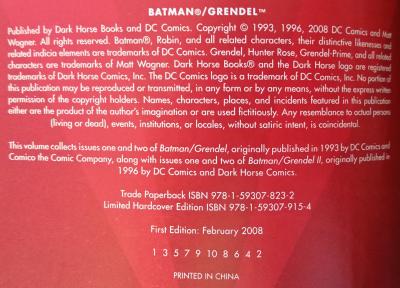 BATMAN®/GRENDEL™
Published by Dark Horse Books and DC Comics. Copyright © 1993, 1996, 2008 DC Comics and Matt
Wagner. All rights reserved. Batman®, Robin, and all related characters, their distinctive likenesses and
related indicia elements are trademarks of DC Comics. Grendel, Hunter Rose, Grendel-Prime, and all related
characters are trademarks of Matt Wagner. Dark Horse Books® and the Dark Horse logo are registered
trademarks of Dark Horse Comics, Inc. The DC Comics logo is a trademark of DC Comics. No portion of
this publication may be reproduced or transmitted, in any form or by any means, without the express written
permission of the copyright holders. Names, characters, places, and incidents featured in this publication
either are the product of the author's imagination or are used fictitiously. Any resemblance to actual persons
(living or dead), events, institutions, or locales, without satiric intent, is coincidental.
This volume collects issues one and two of Batman/Grendel, originally published in 1993 by DC Comics and
Comico the Comic Company, along with issues one and two of Batman/Grendel II, originally published in
1996 by DC Comics and Dark Horse Comics.
Trade Paperback ISBN 978-1-59307-823-2
Limited Hardcover Edition ISBN 978-1-59307-915-4
First Edition: February 2008
1 3 5 7 9 10 8 6 4 2
PRINTED IN CHINA